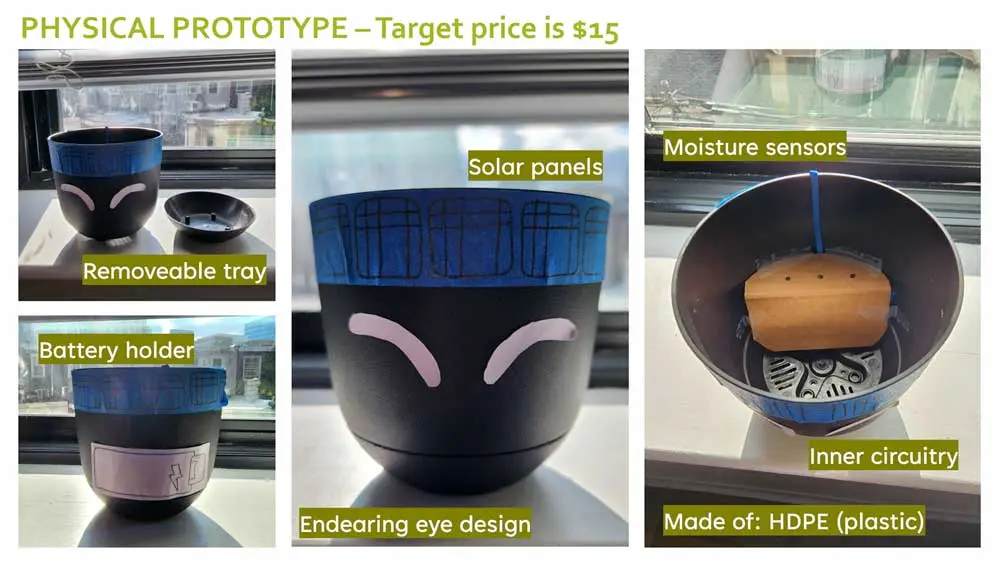 PHYSICAL PROTOTYPE – Target price is $15
Removeable tray
Battery holder
Solar panels
Endearing eye design
Moisture sensors
Inner circuitry
Made of: HDPE (plastic)